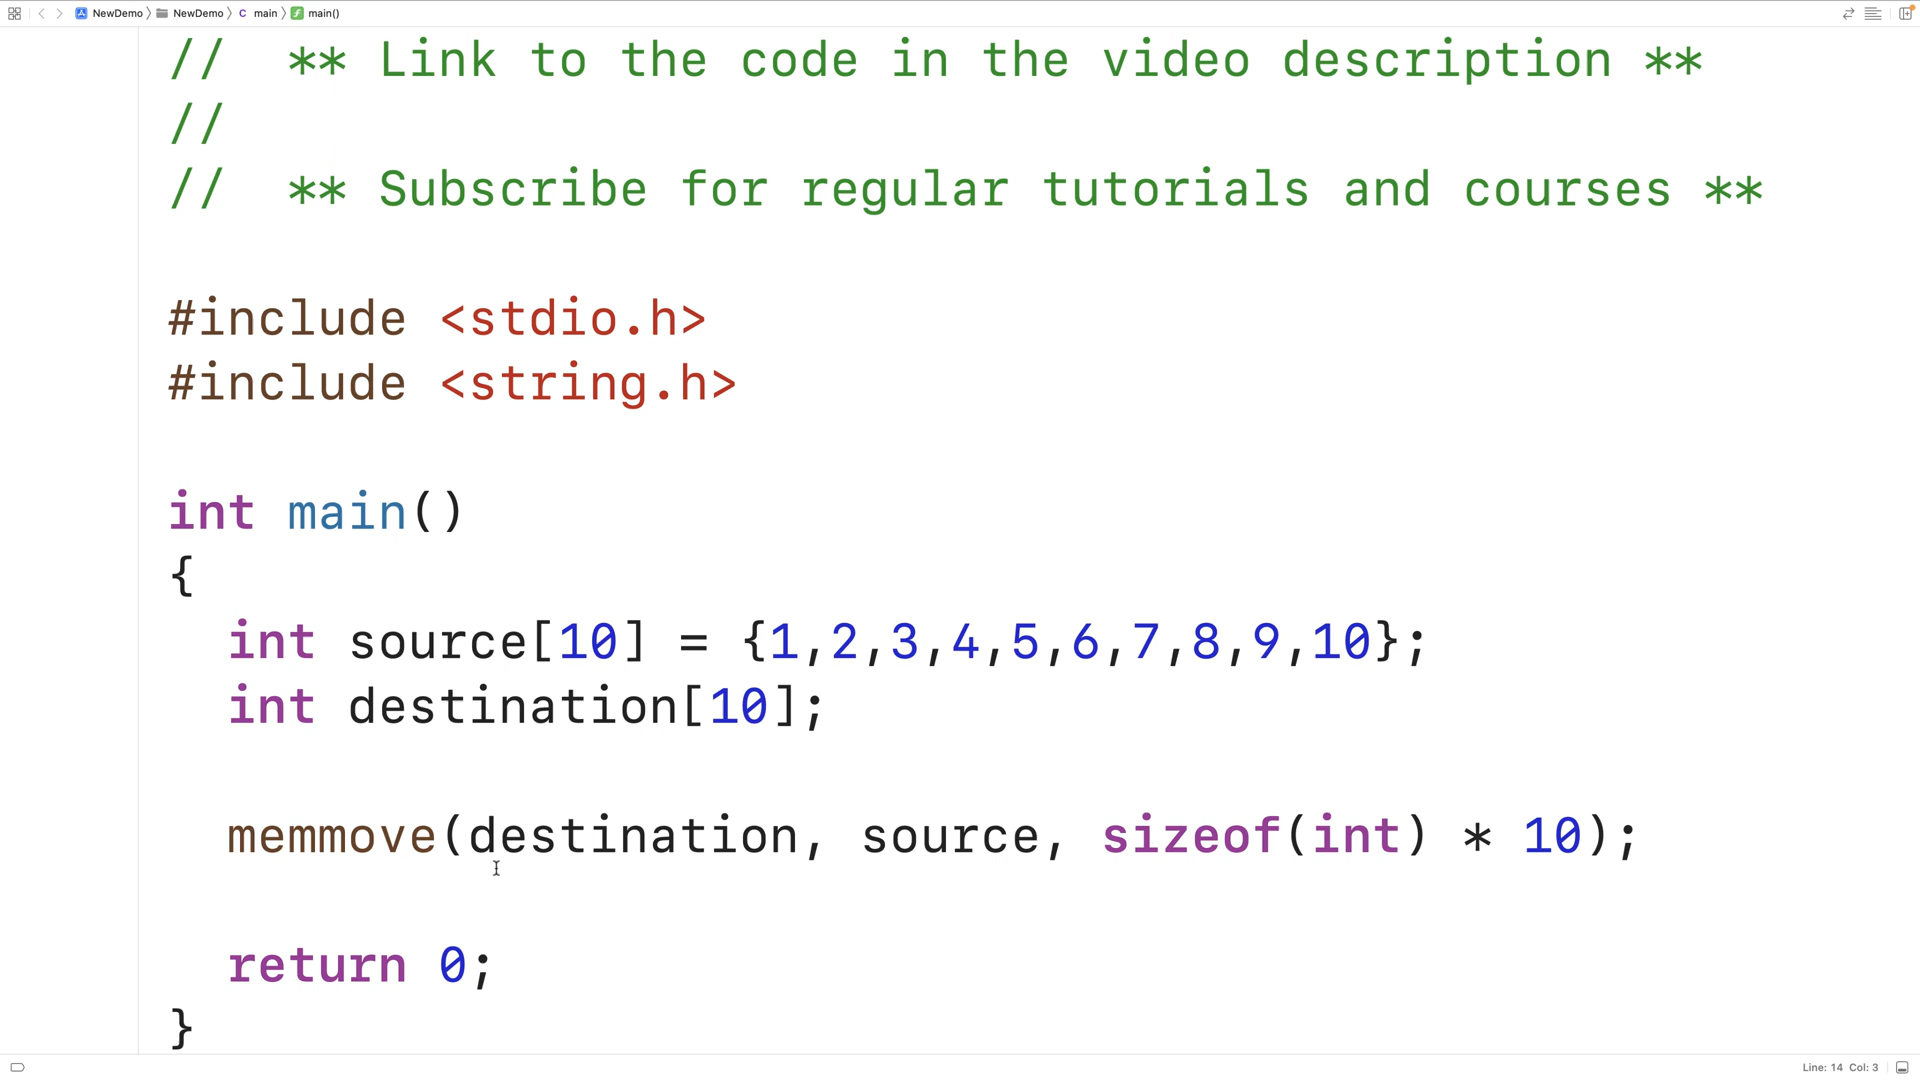 NewDemo NewDemo C main f main()
// ** Link to the code in the video description **
//
// ** Subscribe for regular tutorials and courses **
#include <stdio.h>
#include <string.h>
int main()
{
int source[10] = {1,2,3,4,5,6,7,8,9,10};
int destination[10];
memmove(destination, source, sizeof(int) * 10);
return 0;
}
Line: 14 Col: 3